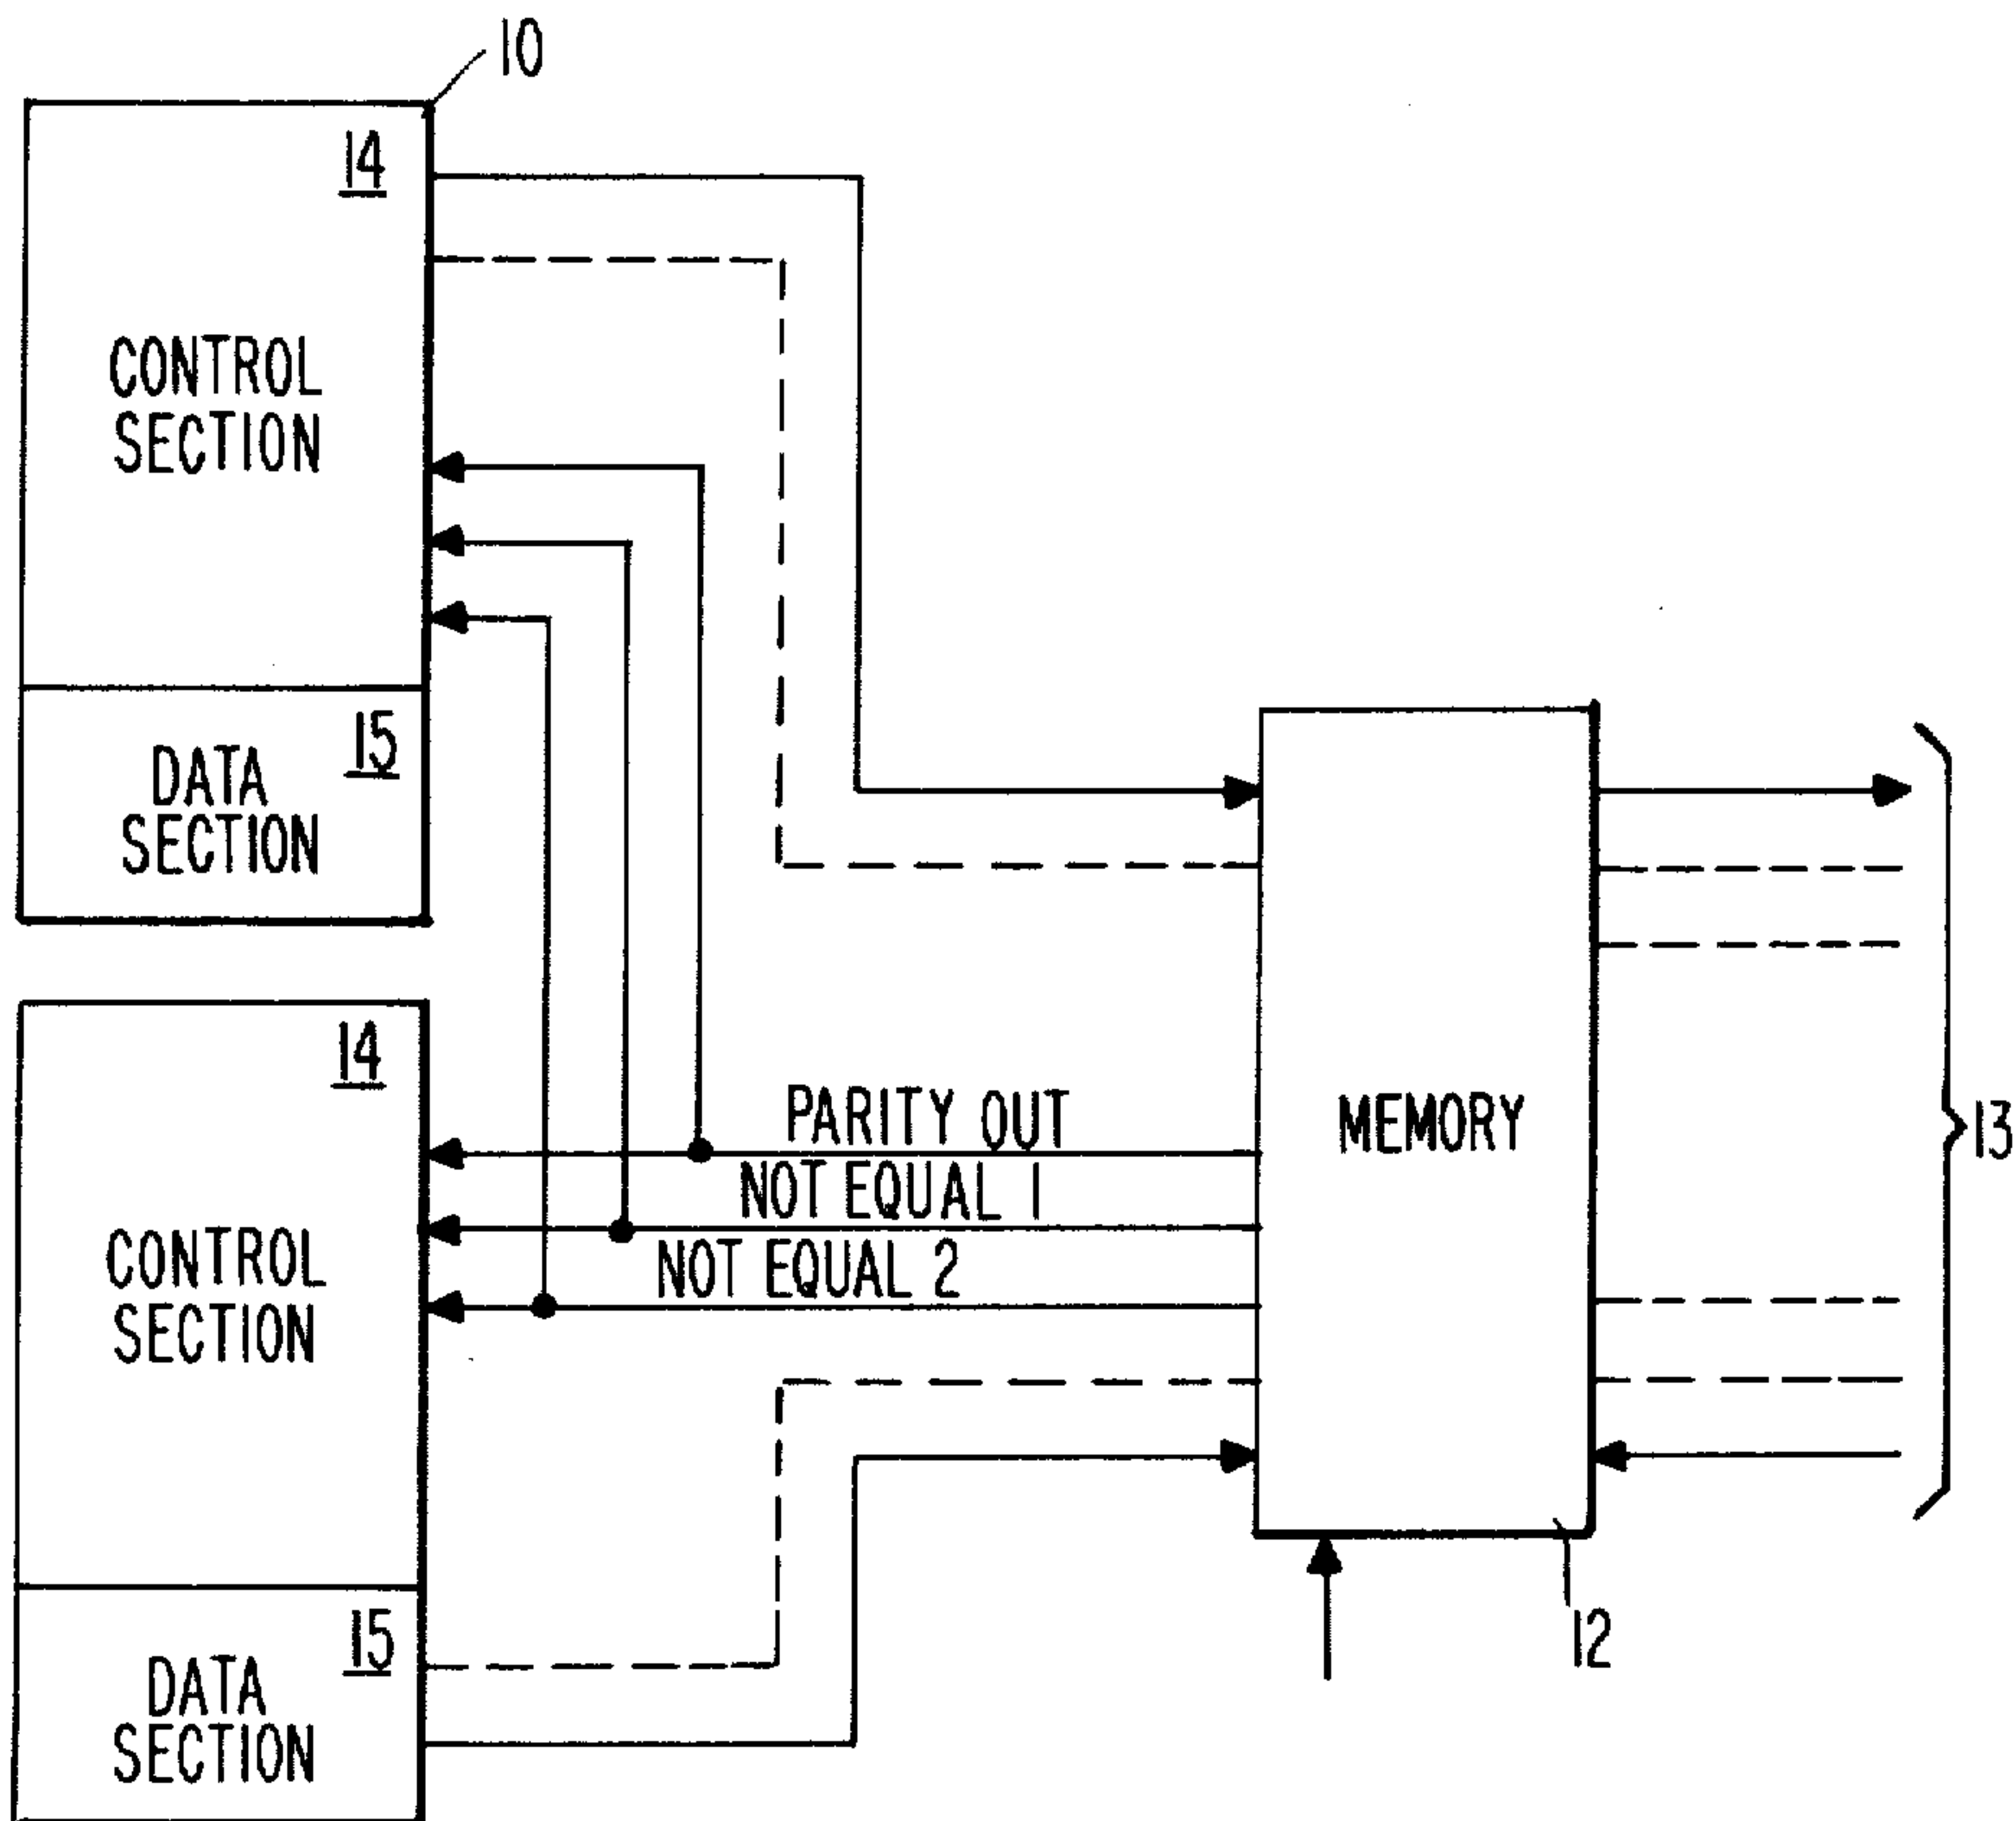 10
14
CONTROL
SECTION
15
DATA
SECTION
14
CONTROL
SECTION
15
DATA
SECTION
PARITY OUT
NOT EQUAL 1
NOT EQUAL 2
MEMORY
13
12